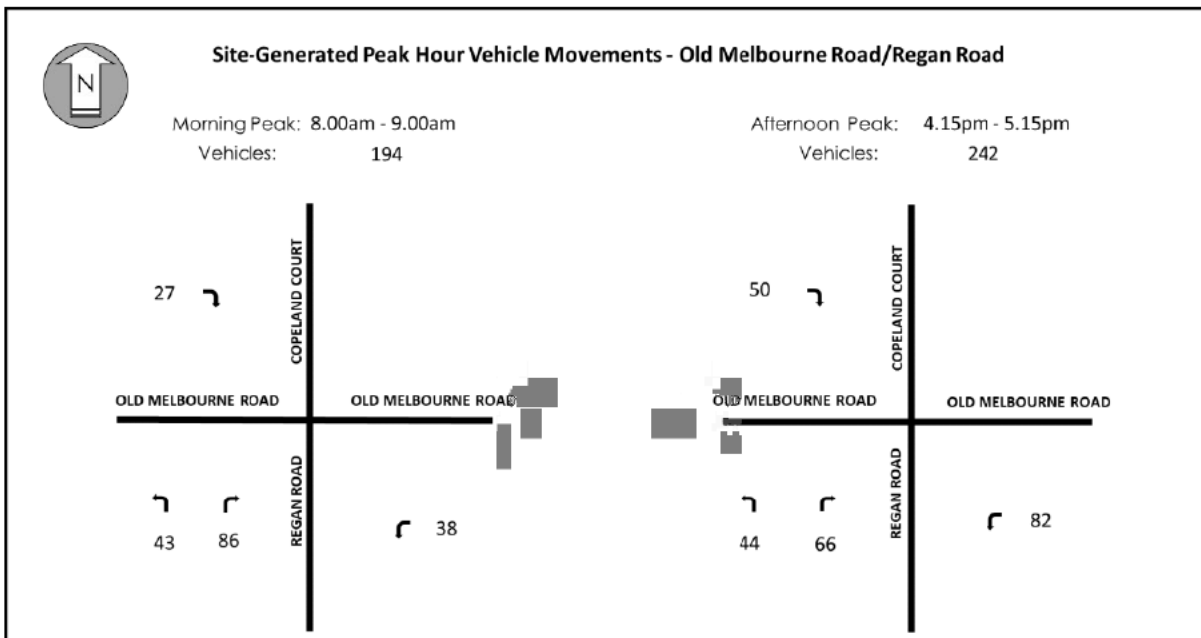 Site-Generated Peak Hour Vehicle Movements - Old Melbourne Road/Regan Road
N
Morning Peak: 8.00am - 9.00am
Vehicles: 194
Afternoon Peak: 4.15pm - 5.15pm
Vehicles: 242
27
COPELAND COURT
OLD MELBOURNE ROAD
OLD MELBOURNE ROAD
REGAN ROAD
43
86
38
50
COPELAND COURT
OLD MELBOURNE ROAD
OLD MELBOURNE ROAD
REGAN ROAD
44
66
82